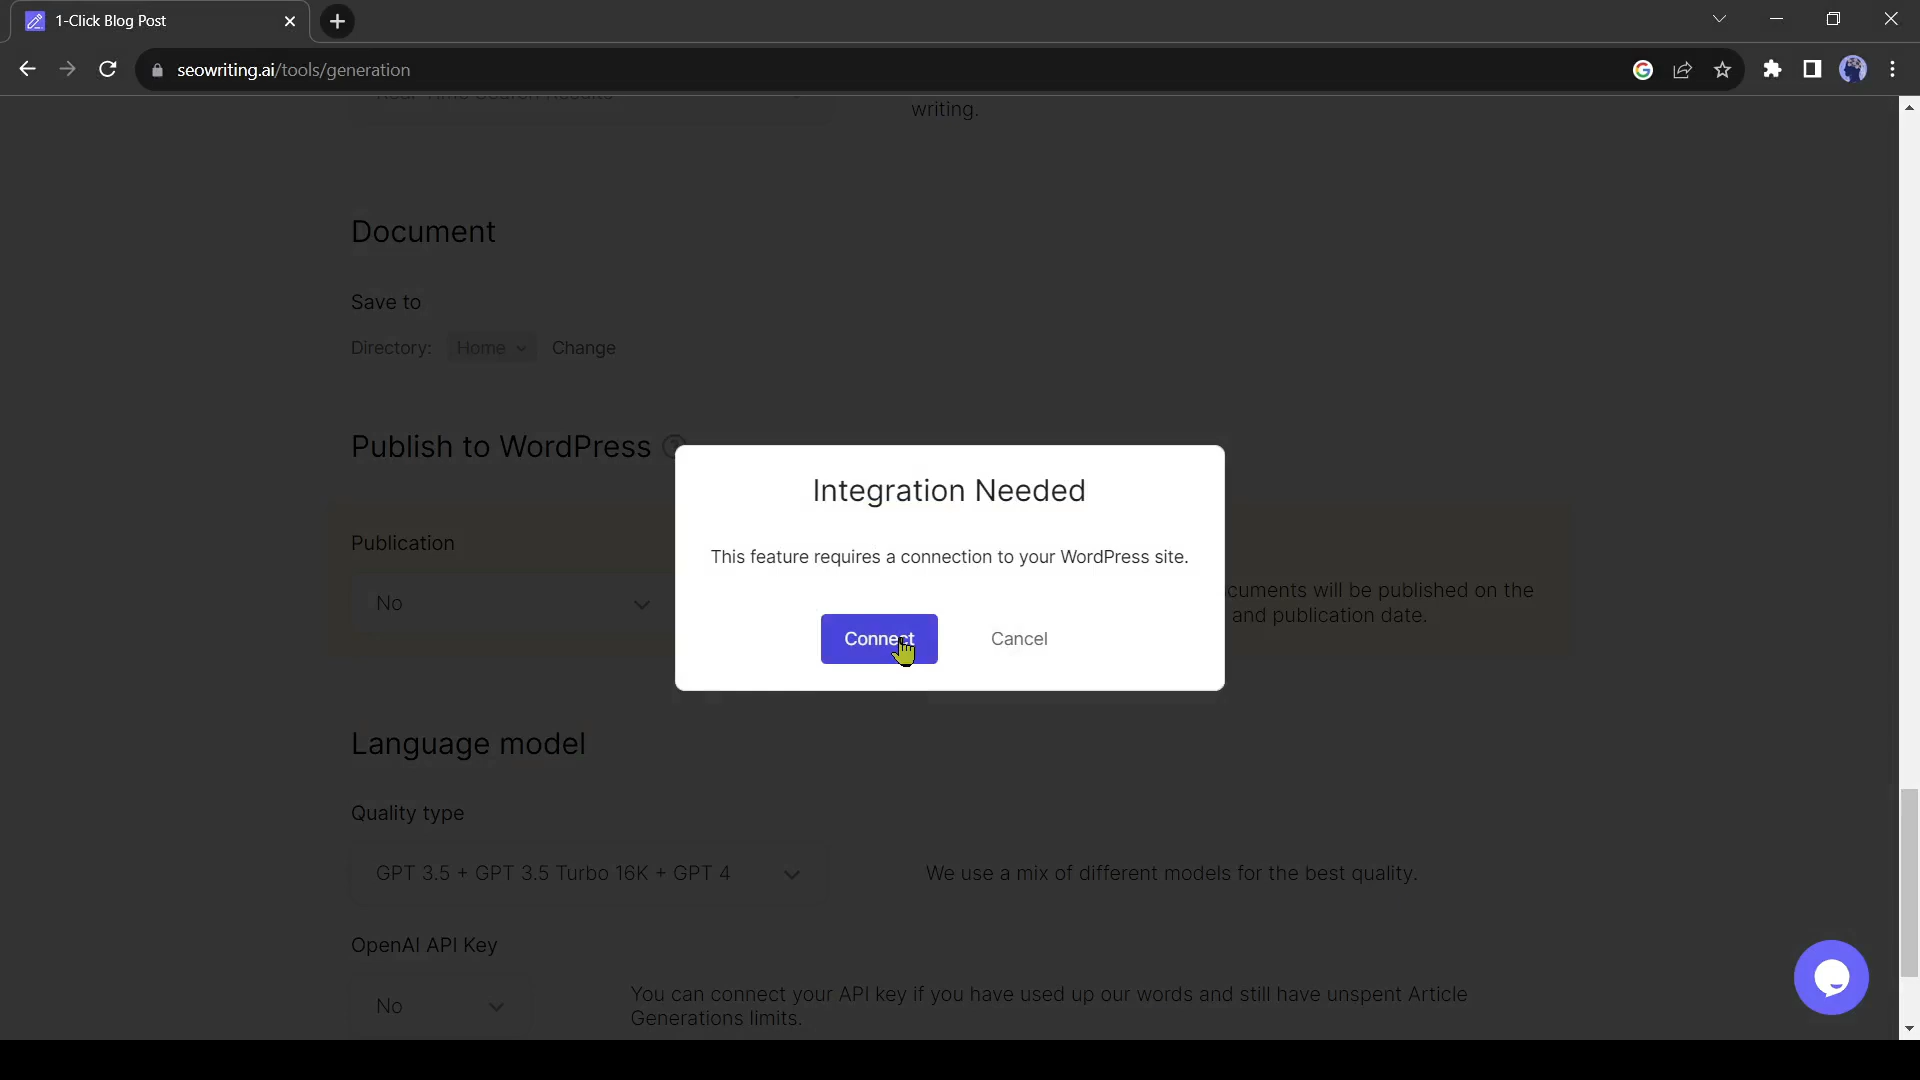 1-Click Blog Post
seowriting.ai/tools/generation
writing.
Document
Save to
Directory: Home Change
Publish to WordPress
Integration Needed
This feature requires a connection to your WordPress site.
Connect Cancel
Publication
No
cuments will be published on the
and publication date.
Language model
Quality type
GPT 3.5 + GPT 3.5 Turbo 16K + GPT 4
We use a mix of different models for the best quality.
OpenAI API Key
No
You can connect your API key if you have used up our words and still have unspent Article
Generations limits.